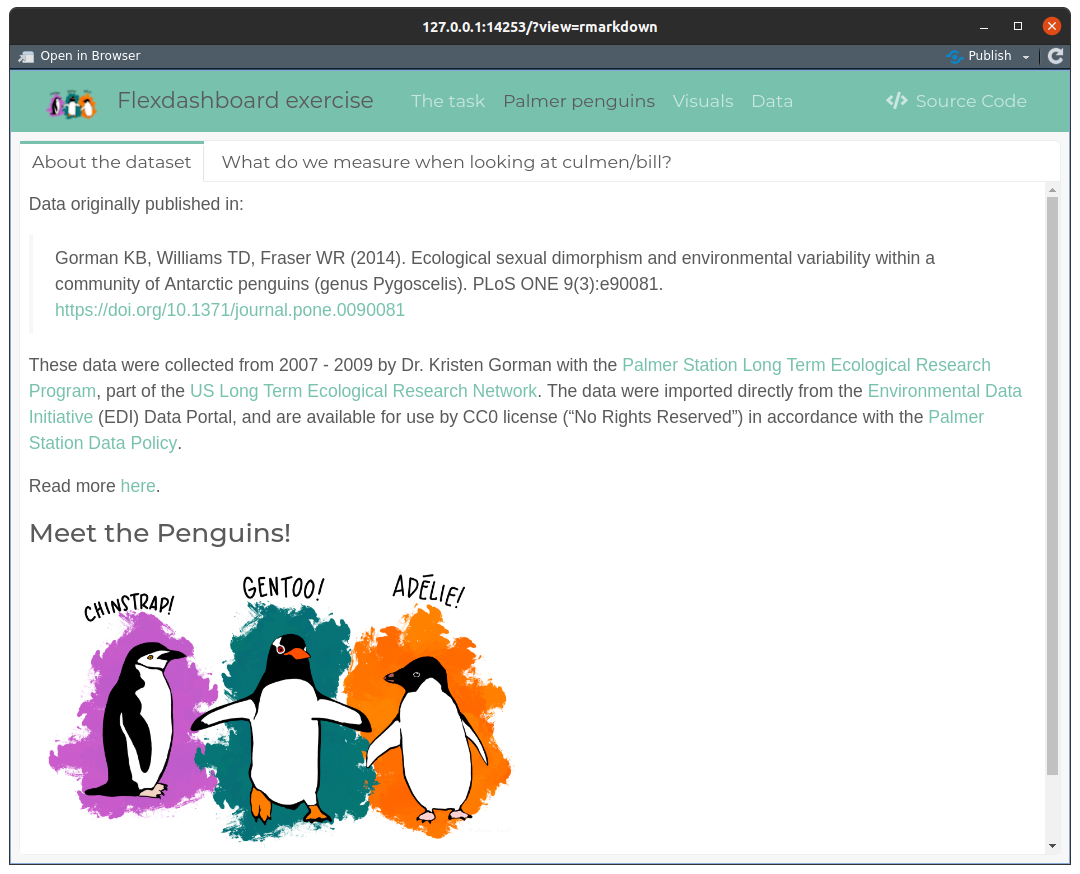 127.0.0.1:14253/?view=rmarkdown
Open in Browser
Publish
Flexdashboard exercise
The task
Palmer penguins
Visuals
Data
Source Code
About the dataset
What do we measure when looking at culmen/bill?
Data originally published in:
Gorman KB, Williams TD, Fraser WR (2014). Ecological sexual dimorphism and environmental variability within a
community of Antarctic penguins (genus Pygoscelis). PLoS ONE 9(3):e90081.
https://doi.org/10.1371/journal.pone.0090081
These data were collected from 2007 - 2009 by Dr. Kristen Gorman with the Palmer Station Long Term Ecological Research
Program, part of the US Long Term Ecological Research Network. The data were imported directly from the Environmental Data
Initiative (EDI) Data Portal, and are available for use by CC0 license (“No Rights Reserved”) in accordance with the Palmer
Station Data Policy.
Read more here.
Meet the Penguins!
CHINSTRAP!
GENTOO!
ADÉLIE!